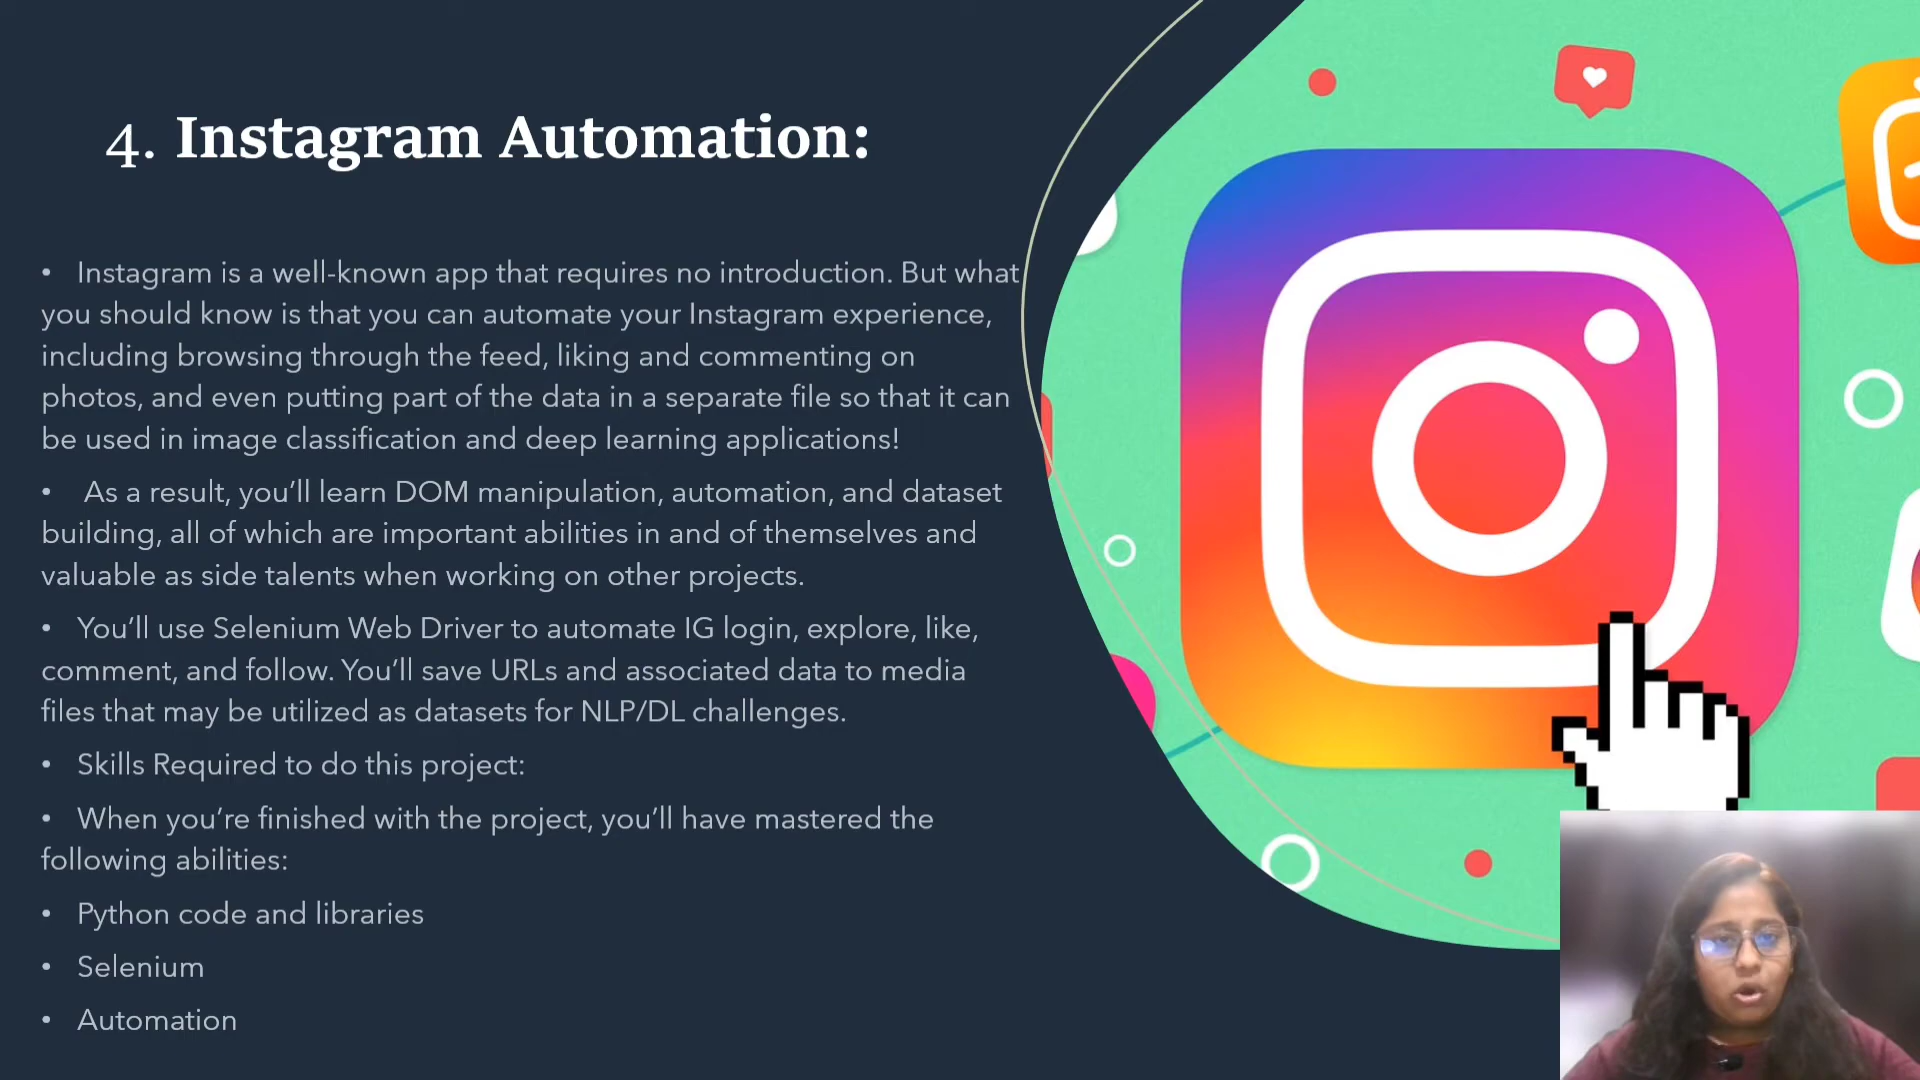 4. Instagram Automation:
• Instagram is a well-known app that requires no introduction. But what
you should know is that you can automate your Instagram experience,
including browsing through the feed, liking and commenting on
photos, and even putting part of the data in a separate file so that it can
be used in image classification and deep learning applications!
• As a result, you’ll learn DOM manipulation, automation, and dataset
building, all of which are important abilities in and of themselves and
valuable as side talents when working on other projects.
• You’ll use Selenium Web Driver to automate IG login, explore, like,
comment, and follow. You’ll save URLs and associated data to media
files that may be utilized as datasets for NLP/DL challenges.
• Skills Required to do this project:
• When you’re finished with the project, you’ll have mastered the
following abilities:
• Python code and libraries
• Selenium
• Automation